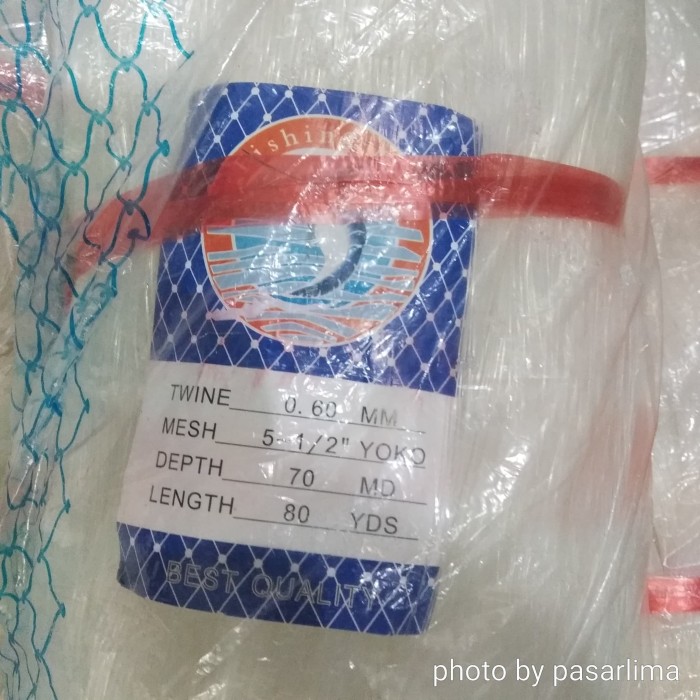 TWINE 0.60 MM
MESH 5-1/2" YOKO
DEPTH 70 MD
LENGTH 80 YDS
BEST QUALITY
photo by pasarlima